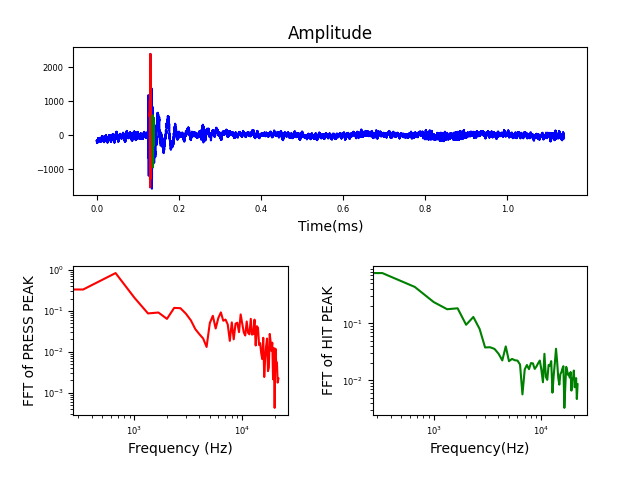 Amplitude
2000
1000
0
−1000
0.0 0.2 0.4 0.6 0.8 1.0
Time(ms)
FFT of PRESS PEAK
10⁰
10⁻¹
10⁻²
10⁻³
10³ 10⁴
Frequency (Hz)
FFT of HIT PEAK
10⁻¹
10⁻²
10³ 10⁴
Frequency(Hz)